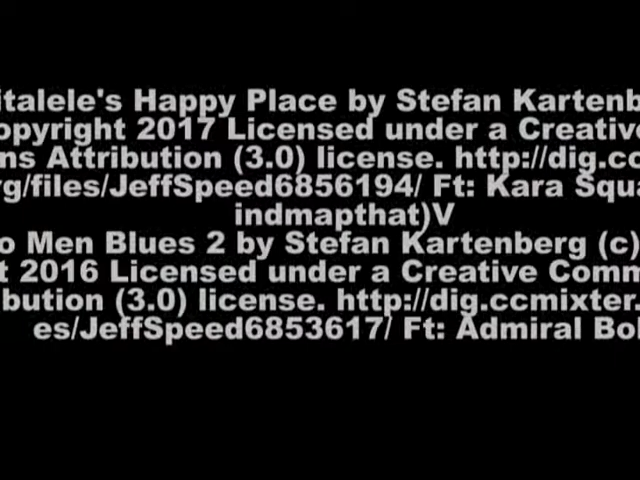 italele's Happy Place by Stefan Kartenb
opyright 2017 Licensed under a Creative
ns Attribution (3.0) license. http://dig.cc
rg/files/JeffSpeed6856194/ Ft: Kara Squa
indmapthat)V
o Men Blues 2 by Stefan Kartenberg (c)
t 2016 Licensed under a Creative Comm
bution (3.0) license. http://dig.ccmixter.
es/JeffSpeed6853617/ Ft: Admiral Bo